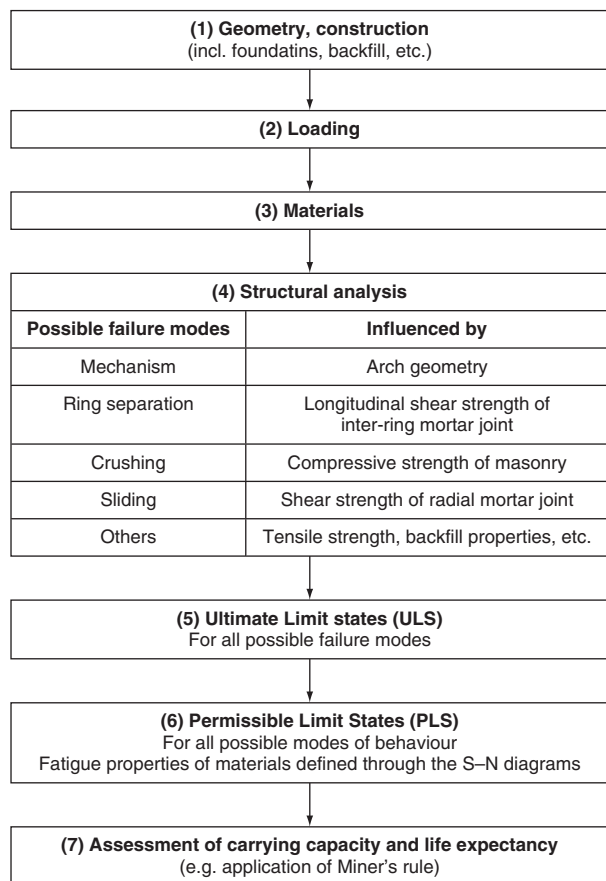 (1) Geometry, construction
(incl. foundatins, backfill, etc.)
(2) Loading
(3) Materials
(4) Structural analysis
Possible failure modes Influenced by
Mechanism Arch geometry
Ring separation Longitudinal shear strength of
inter-ring mortar joint
Crushing Compressive strength of masonry
Sliding Shear strength of radial mortar joint
Others Tensile strength, backfill properties, etc.
(5) Ultimate Limit states (ULS)
For all possible failure modes
(6) Permissible Limit States (PLS)
For all possible modes of behaviour
Fatigue properties of materials defined through the S–N diagrams
(7) Assessment of carrying capacity and life expectancy
(e.g. application of Miner's rule)